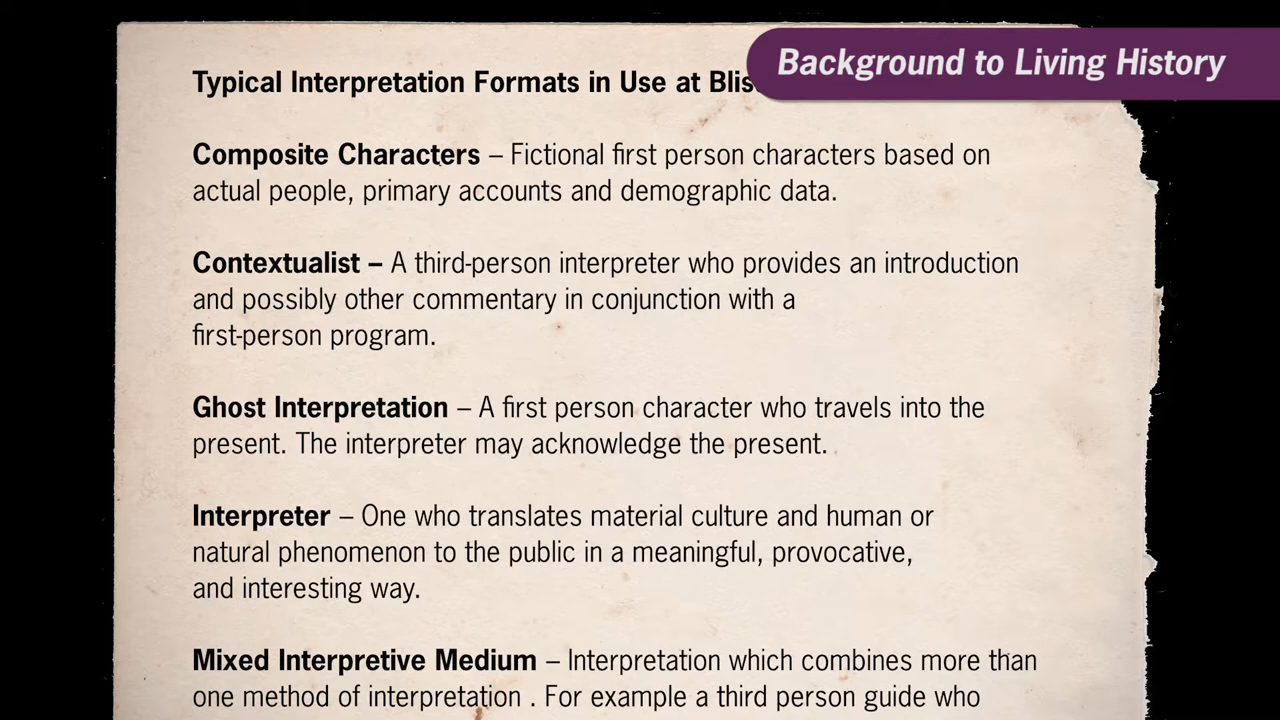 Background to Living History
Typical Interpretation Formats in Use at
Composite Characters – Fictional first person characters based on
actual people, primary accounts and demographic data.
Contextualist – A third-person interpreter who provides an introduction
and possibly other commentary in conjunction with a
first-person program.
Ghost Interpretation – A first person character who travels into the
present. The interpreter may acknowledge the present.
Interpreter – One who translates material culture and human or
natural phenomenon to the public in a meaningful, provocative,
and interesting way.
Mixed Interpretive Medium – Interpretation which combines more than
one method of interpretation . For example a third person guide who